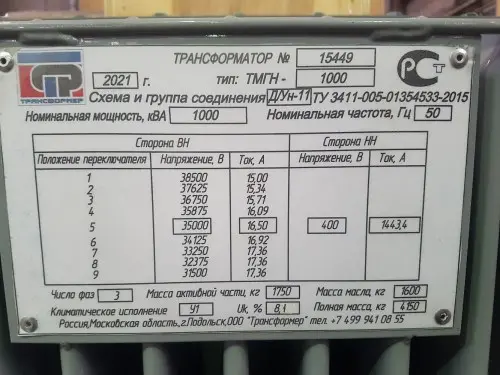 ТРАНСФОРМАТОР № 15449
2021 г. ТИП: ТМГН - 1000
ТРАНСФОРМЕР
РСТ
Схема и группа соединения Д/Ун-11 ТУ 3411-005-01354533-2015
Номинальная мощность, кВА 1000 Номинальная частота, Гц 50
Сторона ВН Сторона НН
Положение переключателя Напряжение, В Ток, А Напряжение, В Ток, А
1 38500 15,00
2 37625 15,34
3 36750 15,71
4 35875 16,09
5 35000 16,50 400 1443,4
6 34125 16,92
7 33250 17,36
8 32375 17,36
9 31500 17,36
Число фаз 3 Масса активной части, кг 1750 Масса масла, кг 1600
Климатическое исполнение У1 Uк, % 8,1 Полная масса, кг 4150
Россия,Московская область,г.Подольск,ООО "Трансформер" тел. +7 499 941 08 55